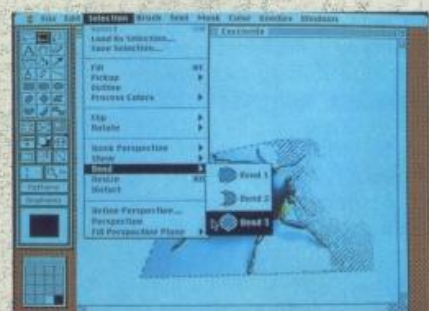 File Edit Selection Brush Text Mask Color Goodies Windows
Load As Selection...
Save Selection...
Fill
Pickup
Outline
Process Colors
Flip
Rotate
Quick Perspective
Skew
Bend
Resize
Distort
Define Perspective...
Perspective
Fill Perspective Plane
Bend 1
Bend 2
Bend 3
Patterns
Gradients